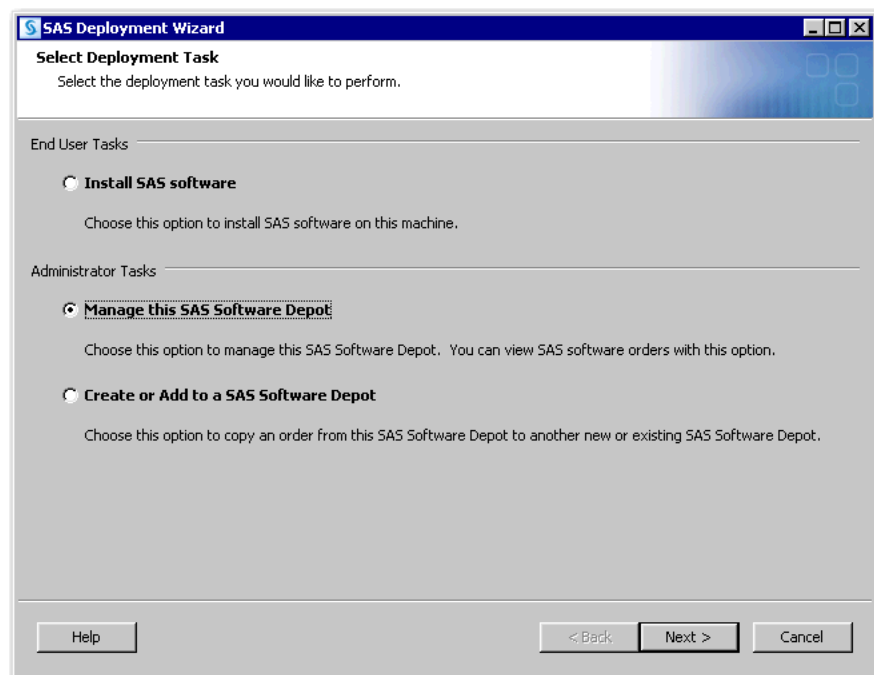 SAS Deployment Wizard
Select Deployment Task
Select the deployment task you would like to perform.
End User Tasks
Install SAS software
Choose this option to install SAS software on this machine.
Administrator Tasks
Manage this SAS Software Depot
Choose this option to manage this SAS Software Depot. You can view SAS software orders with this option.
Create or Add to a SAS Software Depot
Choose this option to copy an order from this SAS Software Depot to another new or existing SAS Software Depot.
Help
< Back
Next >
Cancel